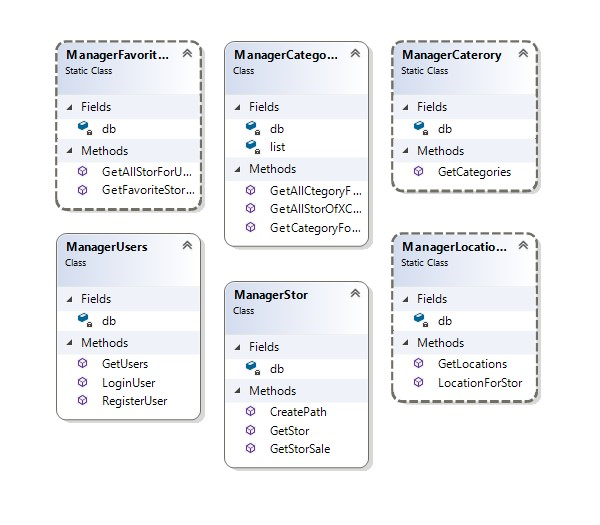 ManagerFavorit...
Static Class
Fields
db
Methods
GetAllStorForU...
GetFavoriteStor...
ManagerCatego...
Class
Fields
db
list
Methods
GetAllCtegoryF...
GetAllStorOfXC...
GetCategoryFo...
ManagerCaterory
Static Class
Fields
db
Methods
GetCategories
ManagerUsers
Class
Fields
db
Methods
GetUsers
LoginUser
RegisterUser
ManagerStor
Class
Fields
db
Methods
CreatePath
GetStor
GetStorSale
ManagerLocatio...
Static Class
Fields
db
Methods
GetLocations
LocationForStor